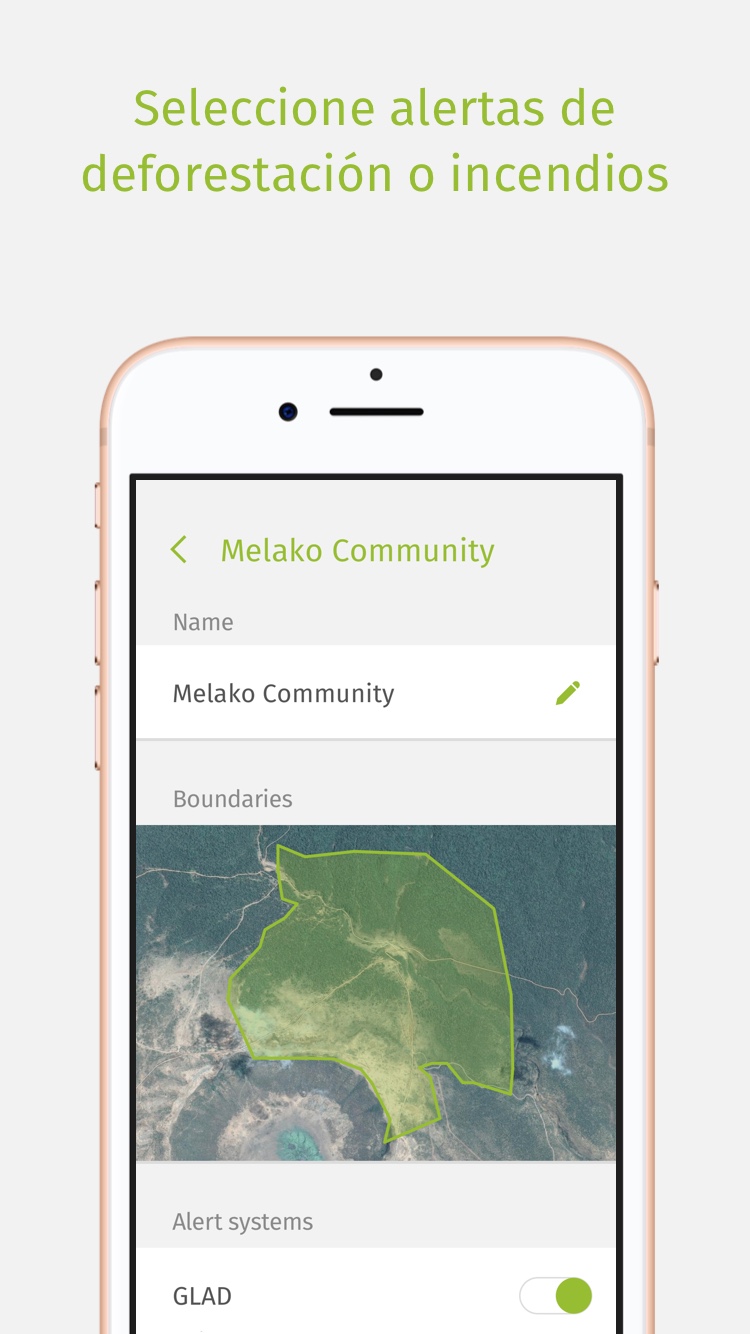 Seleccione alertas de
deforestación o incendios
Melako Community
Name
Melako Community
Boundaries
Alert systems
GLAD